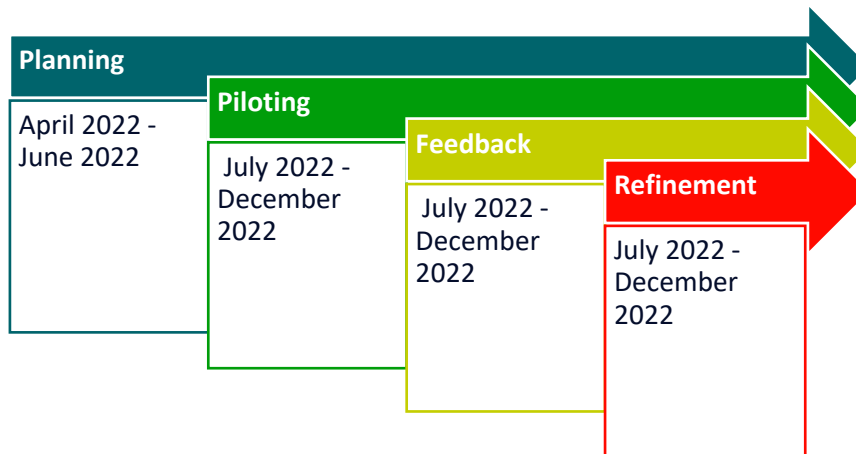 Planning
April 2022 -
June 2022
Piloting
July 2022 -
December
2022
Feedback
July 2022 -
December
2022
Refinement
July 2022 -
December
2022